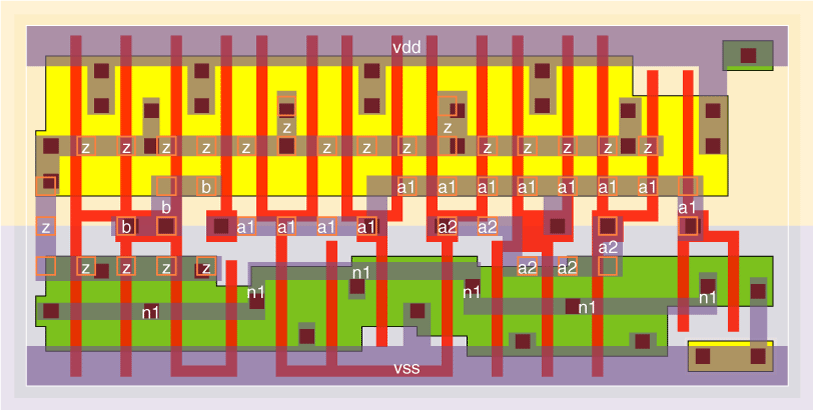 vdd
z z
z z z z z z z z z z z z z
b a1 a1 a1 a1 a1 a1 a1
b a1
z b a1 a1 a1 a1 a2 a2
a2
z z z z a2 a2
n1
n1 n1 n1
n1 n1
vss